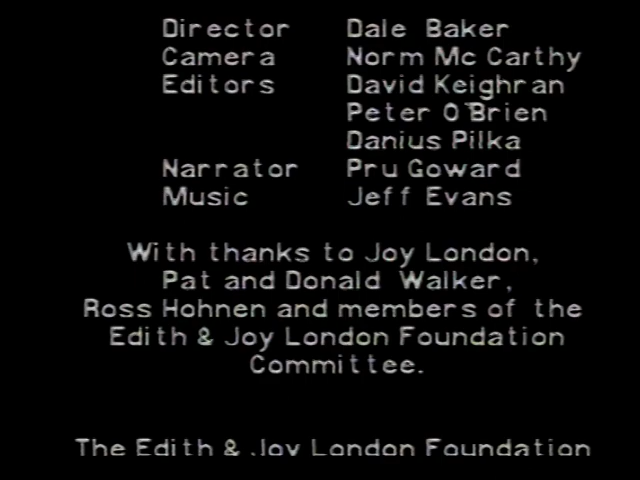 Director Dale Baker
Camera Norm Mc Carthy
Editors David Keighran
Peter O'Brien
Danius Pilka
Narrator Pru Goward
Music Jeff Evans
With thanks to Joy London,
Pat and Donald Walker,
Ross Hohnen and members of the
Edith & Joy London Foundation
Committee.
The Edith & Joy London Foundation